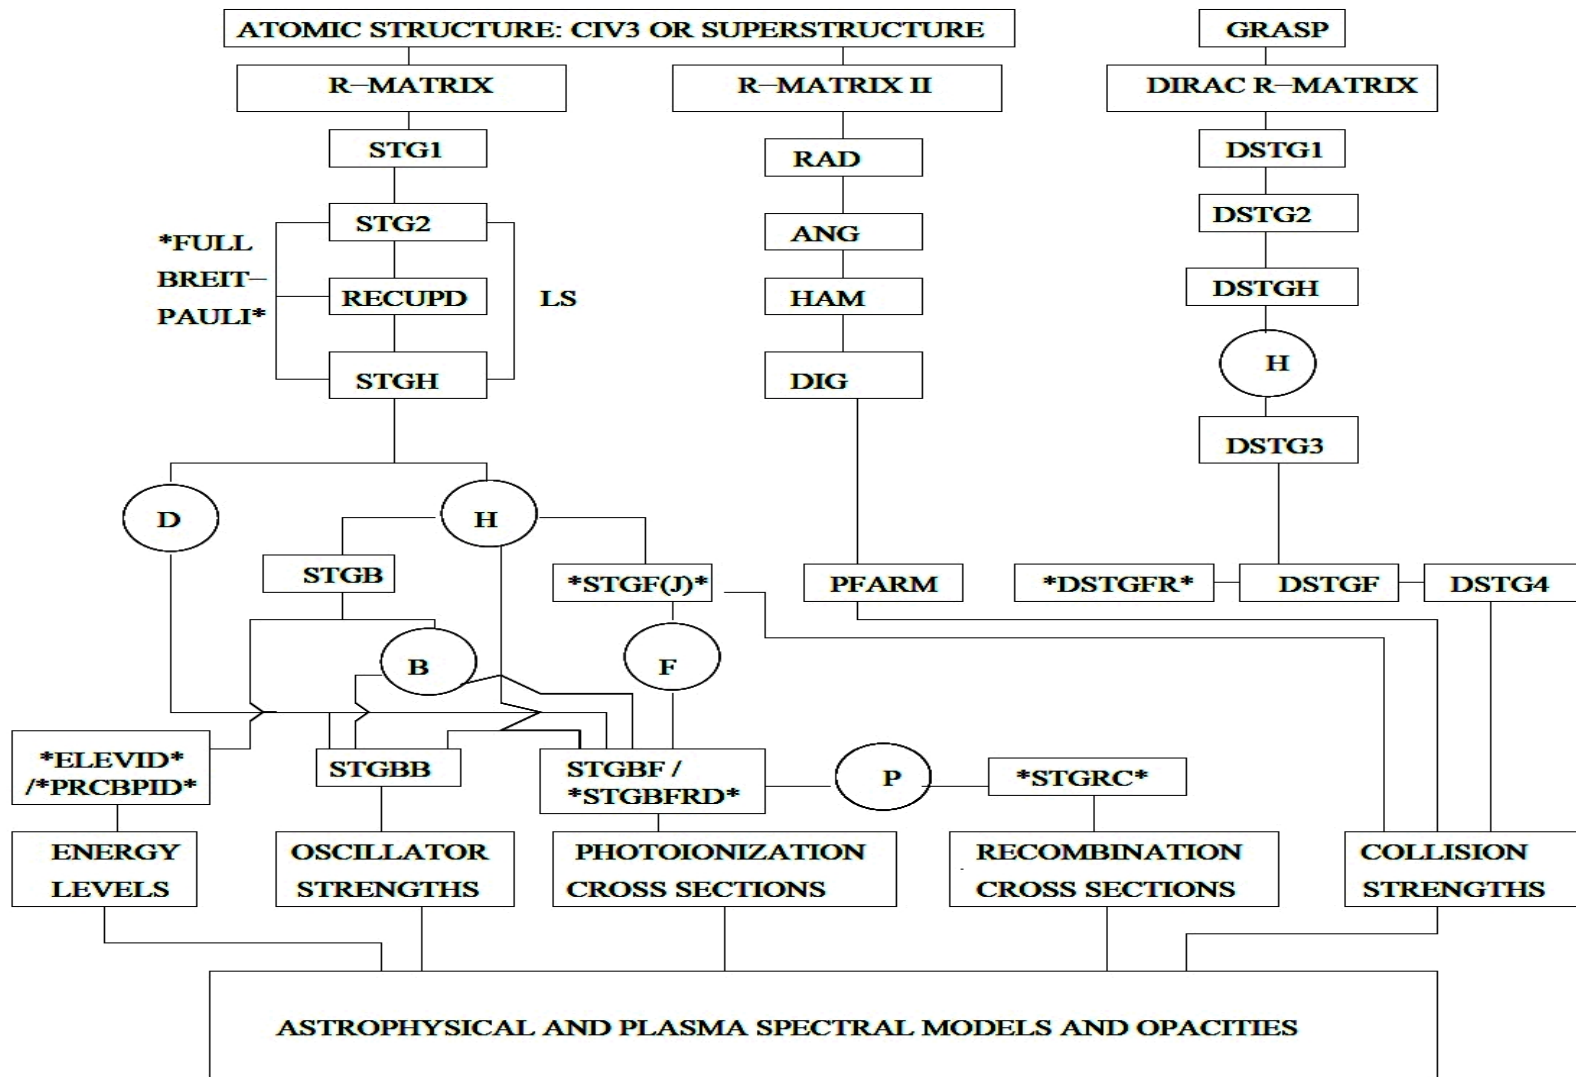 ATOMIC STRUCTURE: CIV3 OR SUPERSTRUCTURE
GRASP
R−MATRIX
R−MATRIX II
DIRAC R−MATRIX
STG1
RAD
DSTG1
STG2
ANG
DSTG2
*FULL
BREIT−
PAULI*
RECUPD
LS
HAM
DSTGH
STGH
DIG
H
DSTG3
D
H
STGB
*STGF(J)*
PFARM
*DSTGFR*
DSTGF
DSTG4
B
F
*ELEVID*
/*PRCBPID*
STGBB
STGBF /
*STGBFRD*
P
*STGRC*
ENERGY
LEVELS
OSCILLATOR
STRENGTHS
PHOTOIONIZATION
CROSS SECTIONS
RECOMBINATION
CROSS SECTIONS
COLLISION
STRENGTHS
ASTROPHYSICAL AND PLASMA SPECTRAL MODELS AND OPACITIES